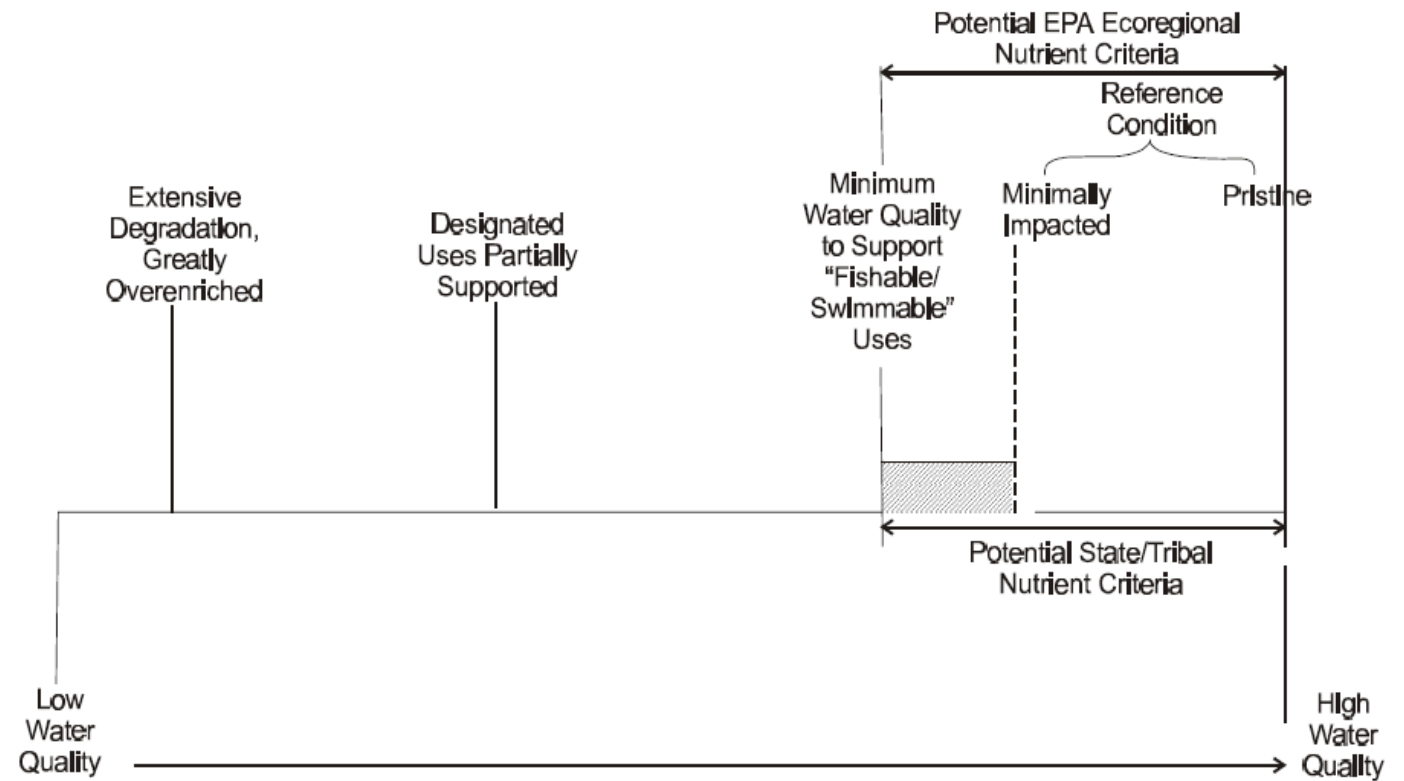 Potential EPA Ecoregional
Nutrient Criteria
Reference
Condition
Extensive
Degradation,
Greatly
Overenriched
Designated
Uses Partially
Supported
Minimum
Water Quality
to Support
“Fishable/
Swimmable”
Uses
Minimally
Impacted
Pristine
Potential State/Tribal
Nutrient Criteria
Low
Water
Quality
High
Water
Quality